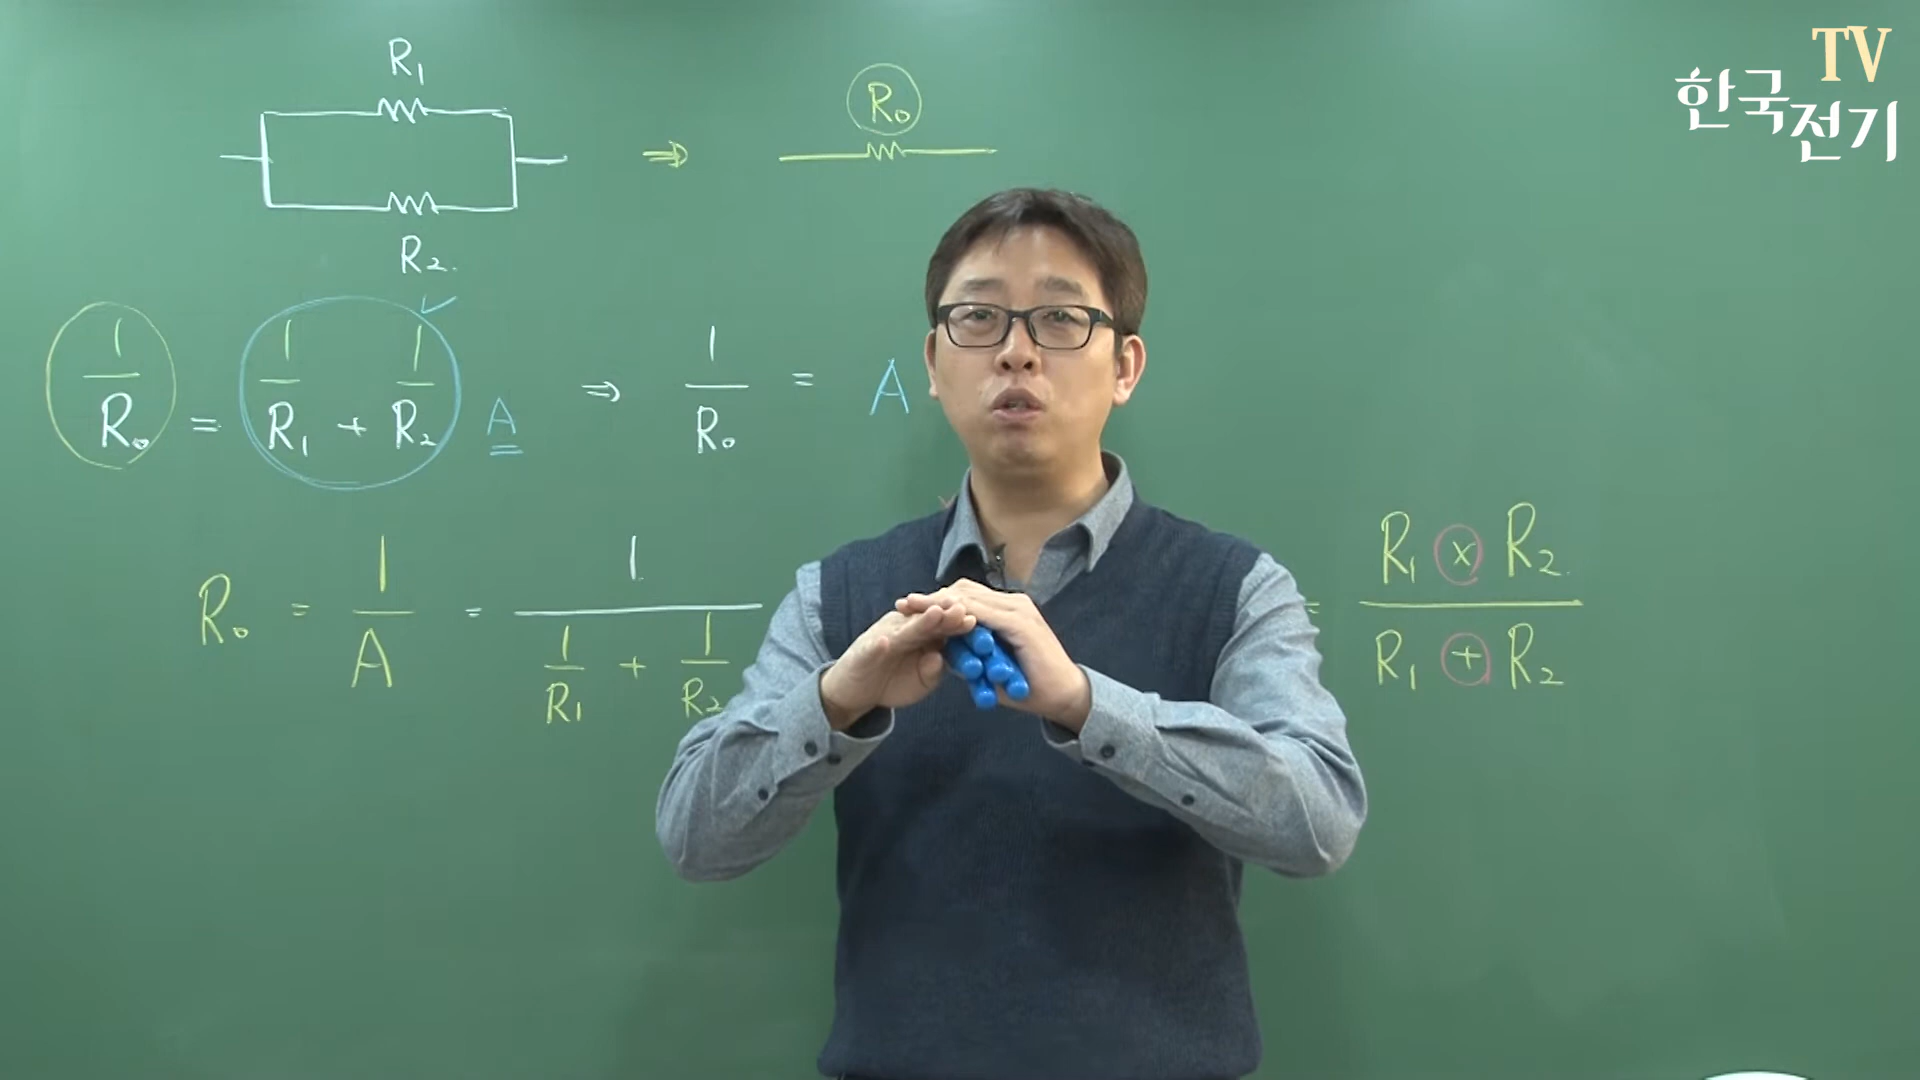 TV
한국
전기
R₁
⇒ R₀
R₂
1/R₀ = 1/R₁ + 1/R₂ A ⇒ 1/R₀ = A
R₀ = 1/A = 1/(1/R₁ + 1/R₂) = (R₁ × R₂)/(R₁ + R₂)